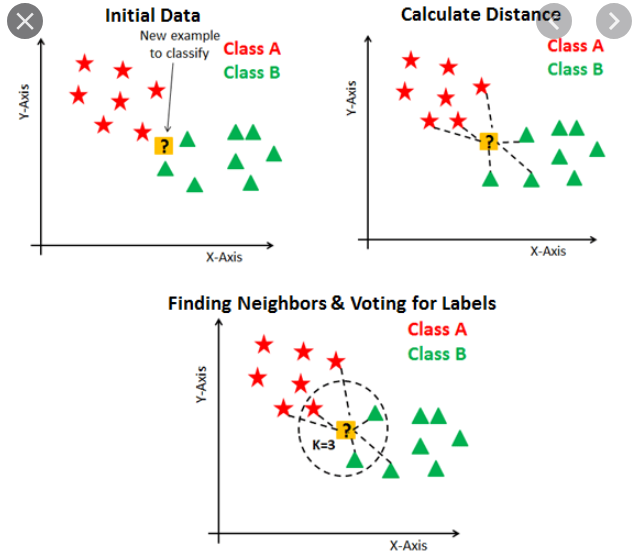 Initial Data
New example
to classify
Class A
Class B
?
Y-Axis
X-Axis
Calculate Distance
Class A
Class B
?
Y-Axis
X-Axis
Finding Neighbors & Voting for Labels
Class A
Class B
?
K=3
Y-Axis
X-Axis